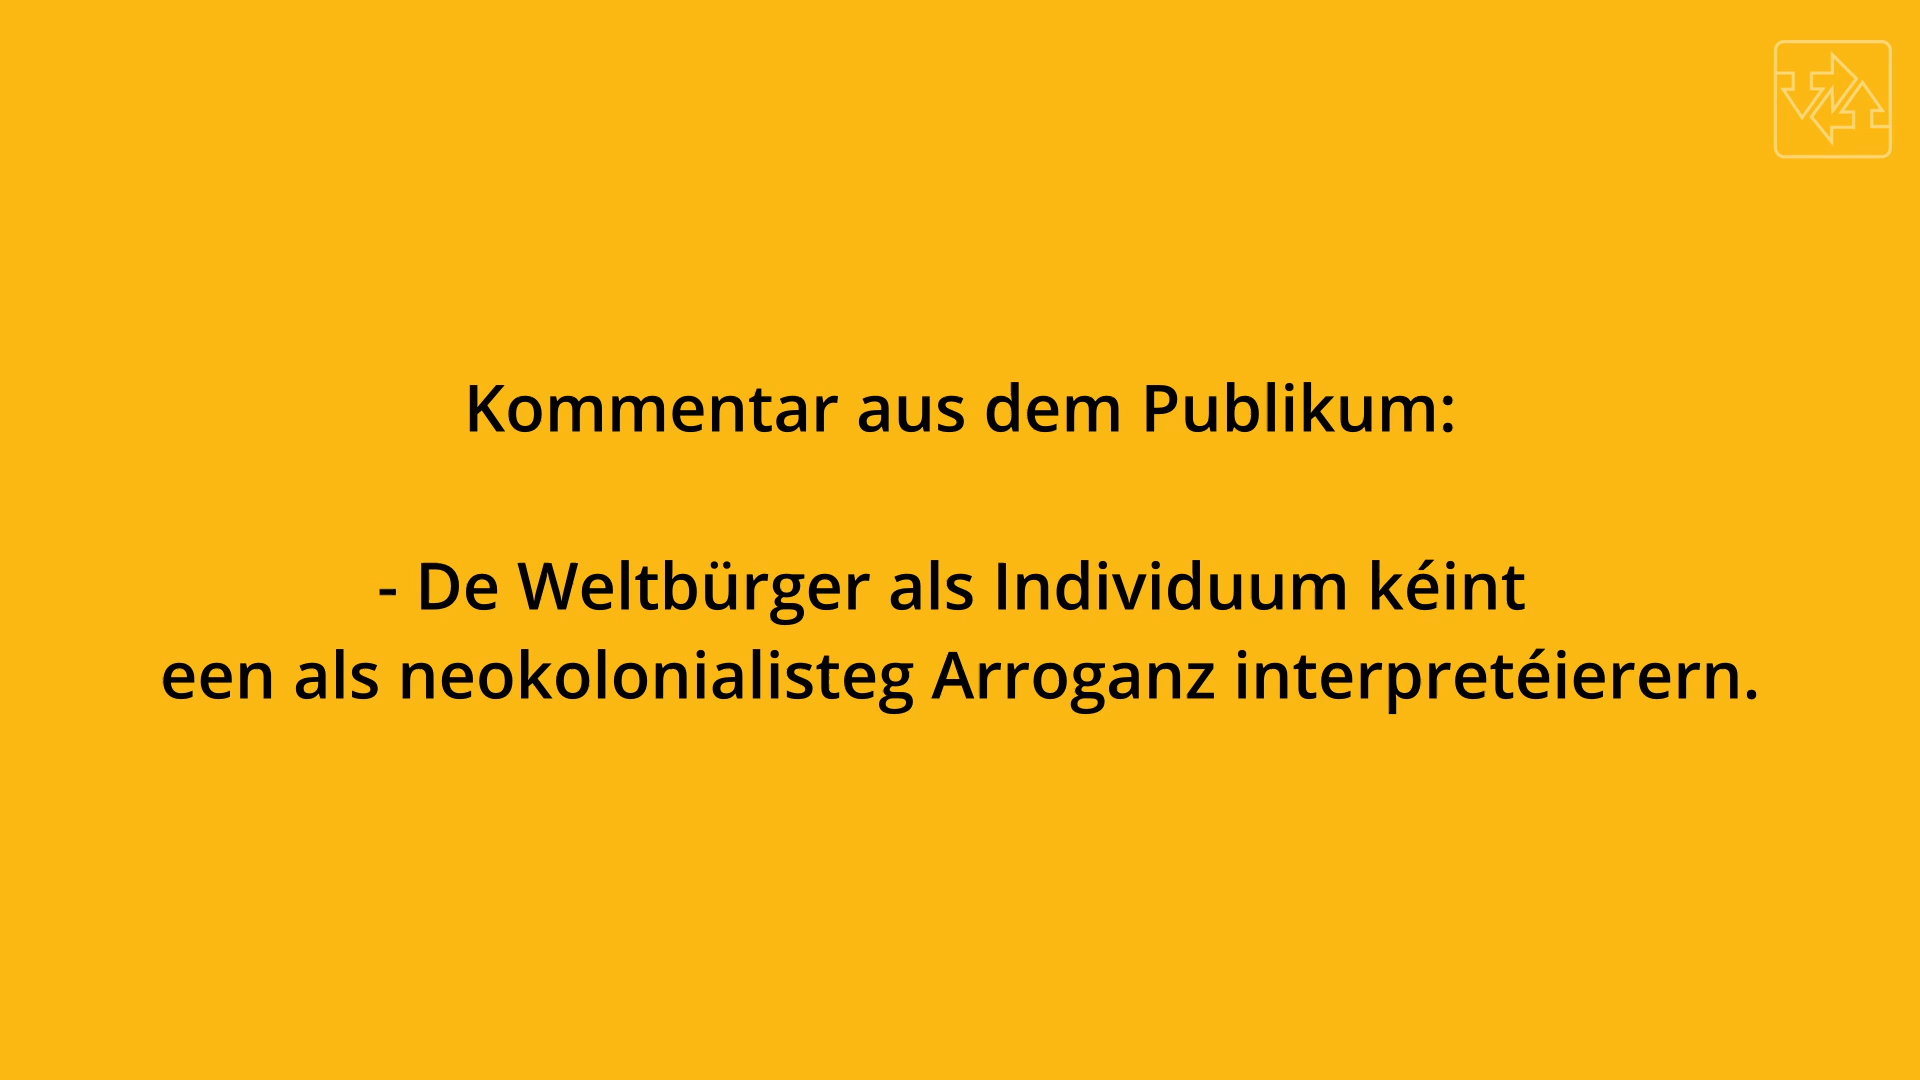 Kommentar aus dem Publikum:
- De Weltbürger als Individuum kéint
een als neokolonialisteg Arroganz interpretéierern.